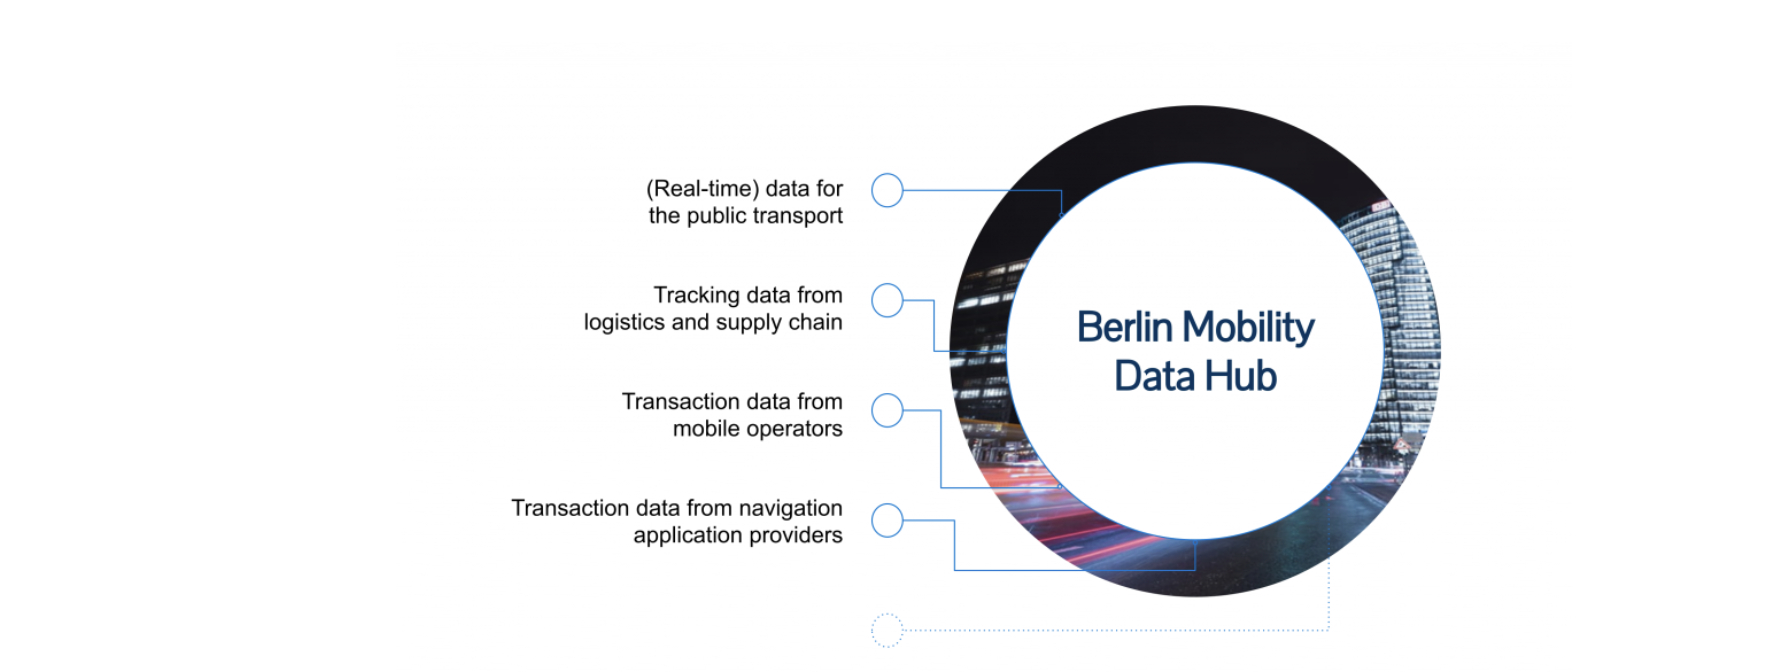 (Real-time) data for
the public transport
Tracking data from
logistics and supply chain
Transaction data from
mobile operators
Transaction data from navigation
application providers
Berlin Mobility
Data Hub